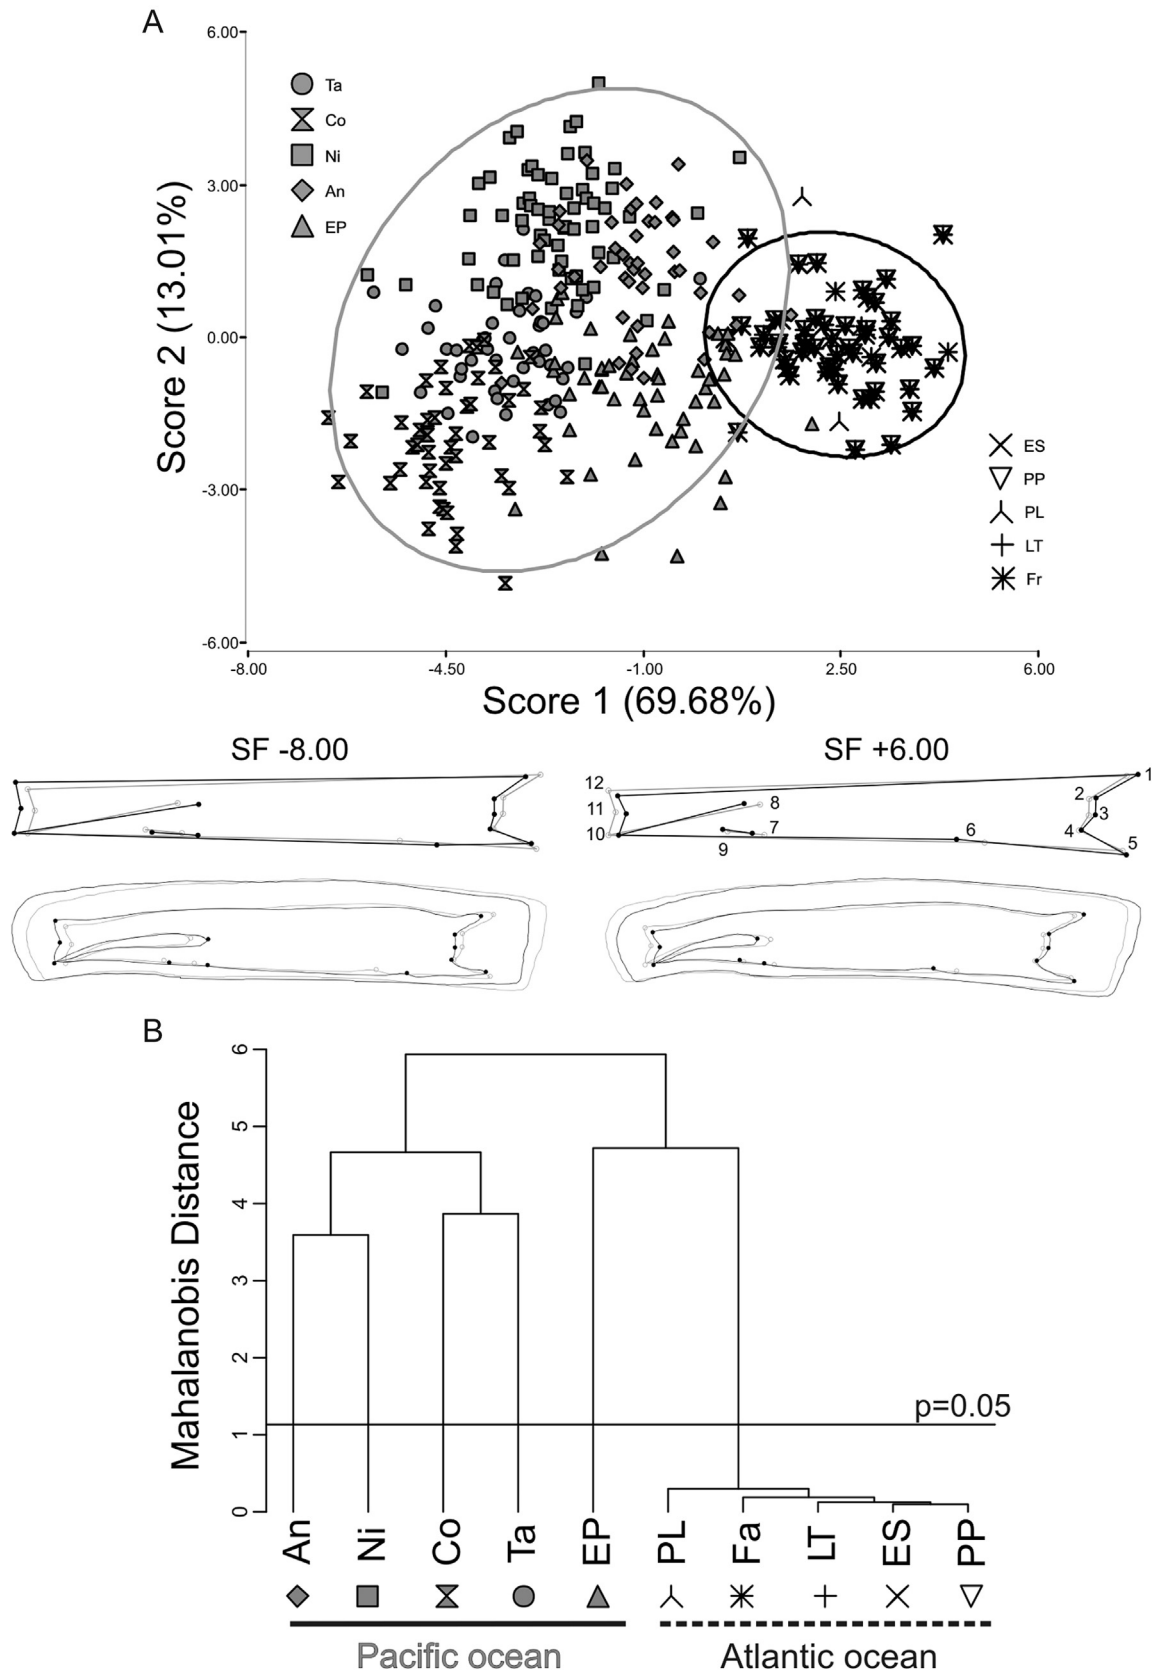 A
6.00
3.00
0.00
-3.00
-6.00
Score 2 (13.01%)
Ta
Co
Ni
An
EP
ES
PP
PL
LT
Fr
-8.00 -4.50 -1.00 2.50 6.00
Score 1 (69.68%)
SF -8.00 SF +6.00
12
11
10
8
7
9
6
1
2
3
4
5
B
Mahalanobis Distance
6
5
4
3
2
1
0
p=0.05
An Ni Co Ta EP PL Fa LT ES PP
Pacific ocean Atlantic ocean